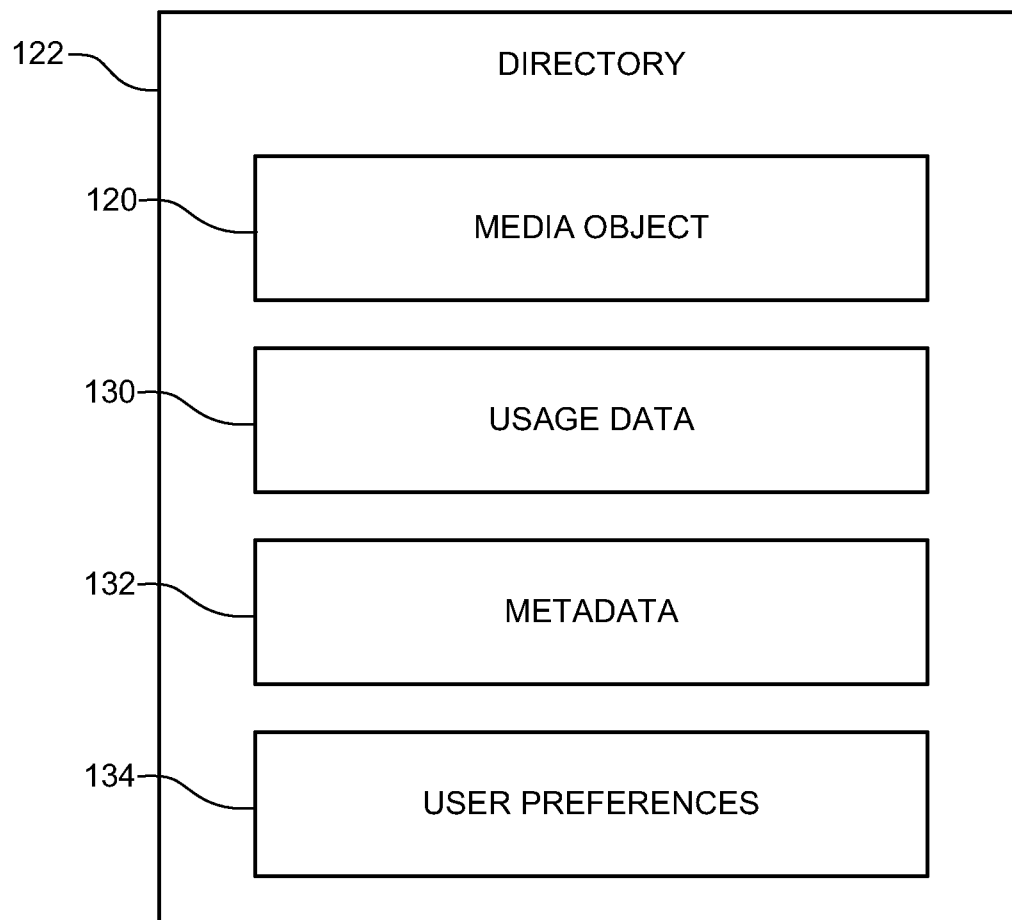 122
DIRECTORY
120
MEDIA OBJECT
130
USAGE DATA
132
METADATA
134
USER PREFERENCES